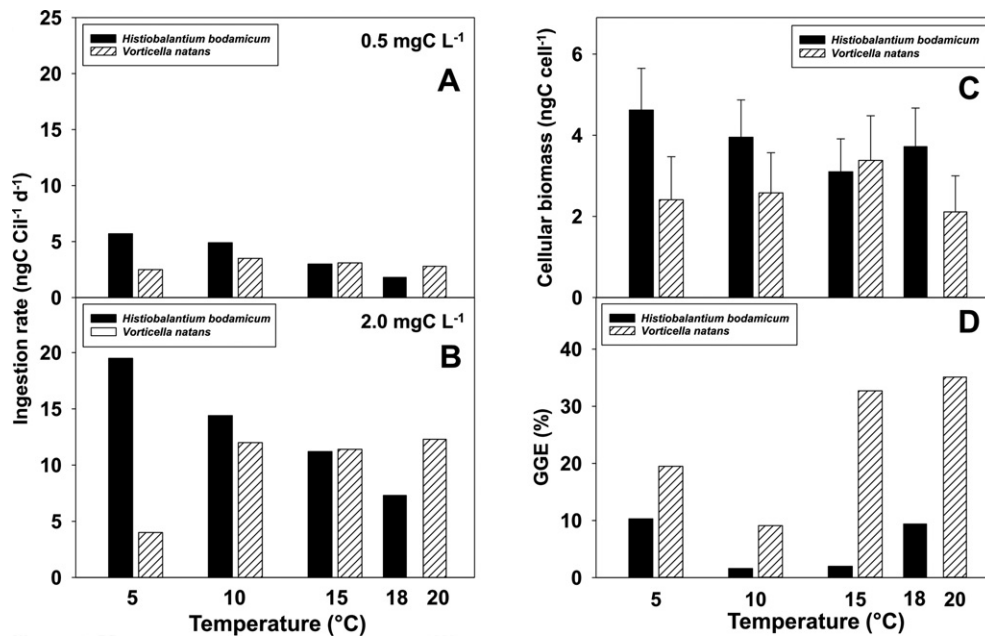 Ingestion rate (ngC Cil⁻¹ d⁻¹)
25
20
15
10
5
0
Histiobalantium bodamicum
Vorticella natans
0.5 mgC L⁻¹
A
20
15
10
5
0
Histiobalantium bodamicum
Vorticella natans
2.0 mgC L⁻¹
B
5 10 15 18 20
Temperature (°C)
Cellular biomass (ngC cell⁻¹)
6
4
2
0
Histiobalantium bodamicum
Vorticella natans
C
GGE (%)
40
30
20
10
0
Histiobalantium bodamicum
Vorticella natans
D
5 10 15 18 20
Temperature (°C)